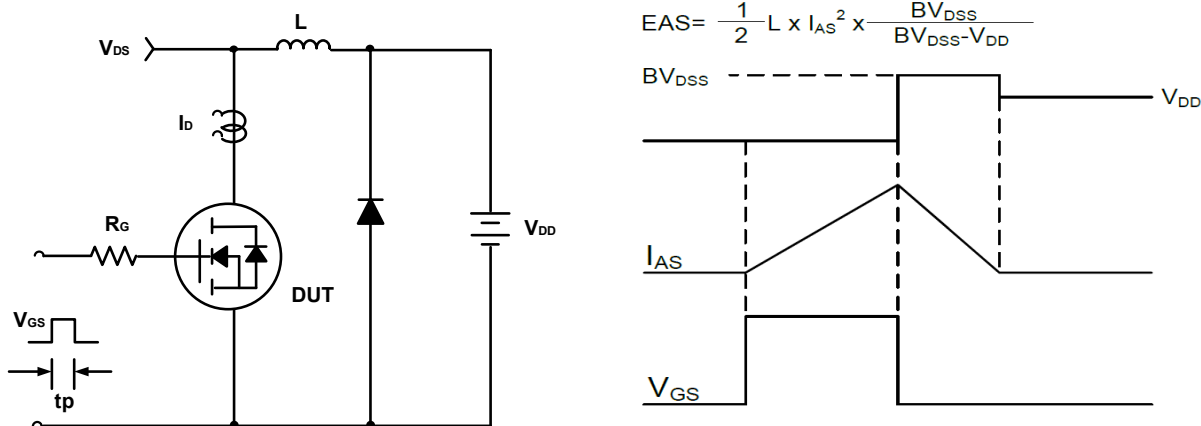 L
VDS
ID
RG
VDD
DUT
VGS
tp
EAS= 1/2 L x IAS² x BVDSS/(BVDSS-VDD)
BVDSS
VDD
IAS
VGS